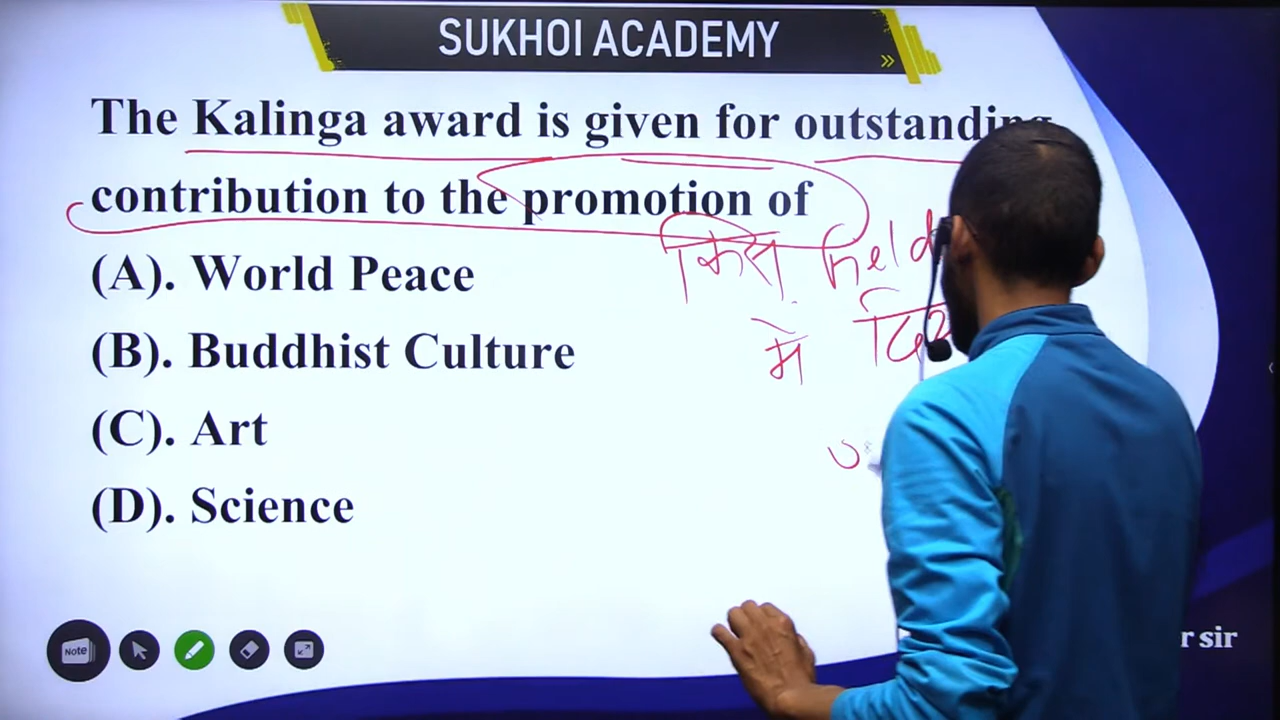 SUKHOI ACADEMY
The Kalinga award is given for outstanding
contribution to the promotion of
(A). World Peace
(B). Buddhist Culture
(C). Art
(D). Science
किस field
में
Note
r sir